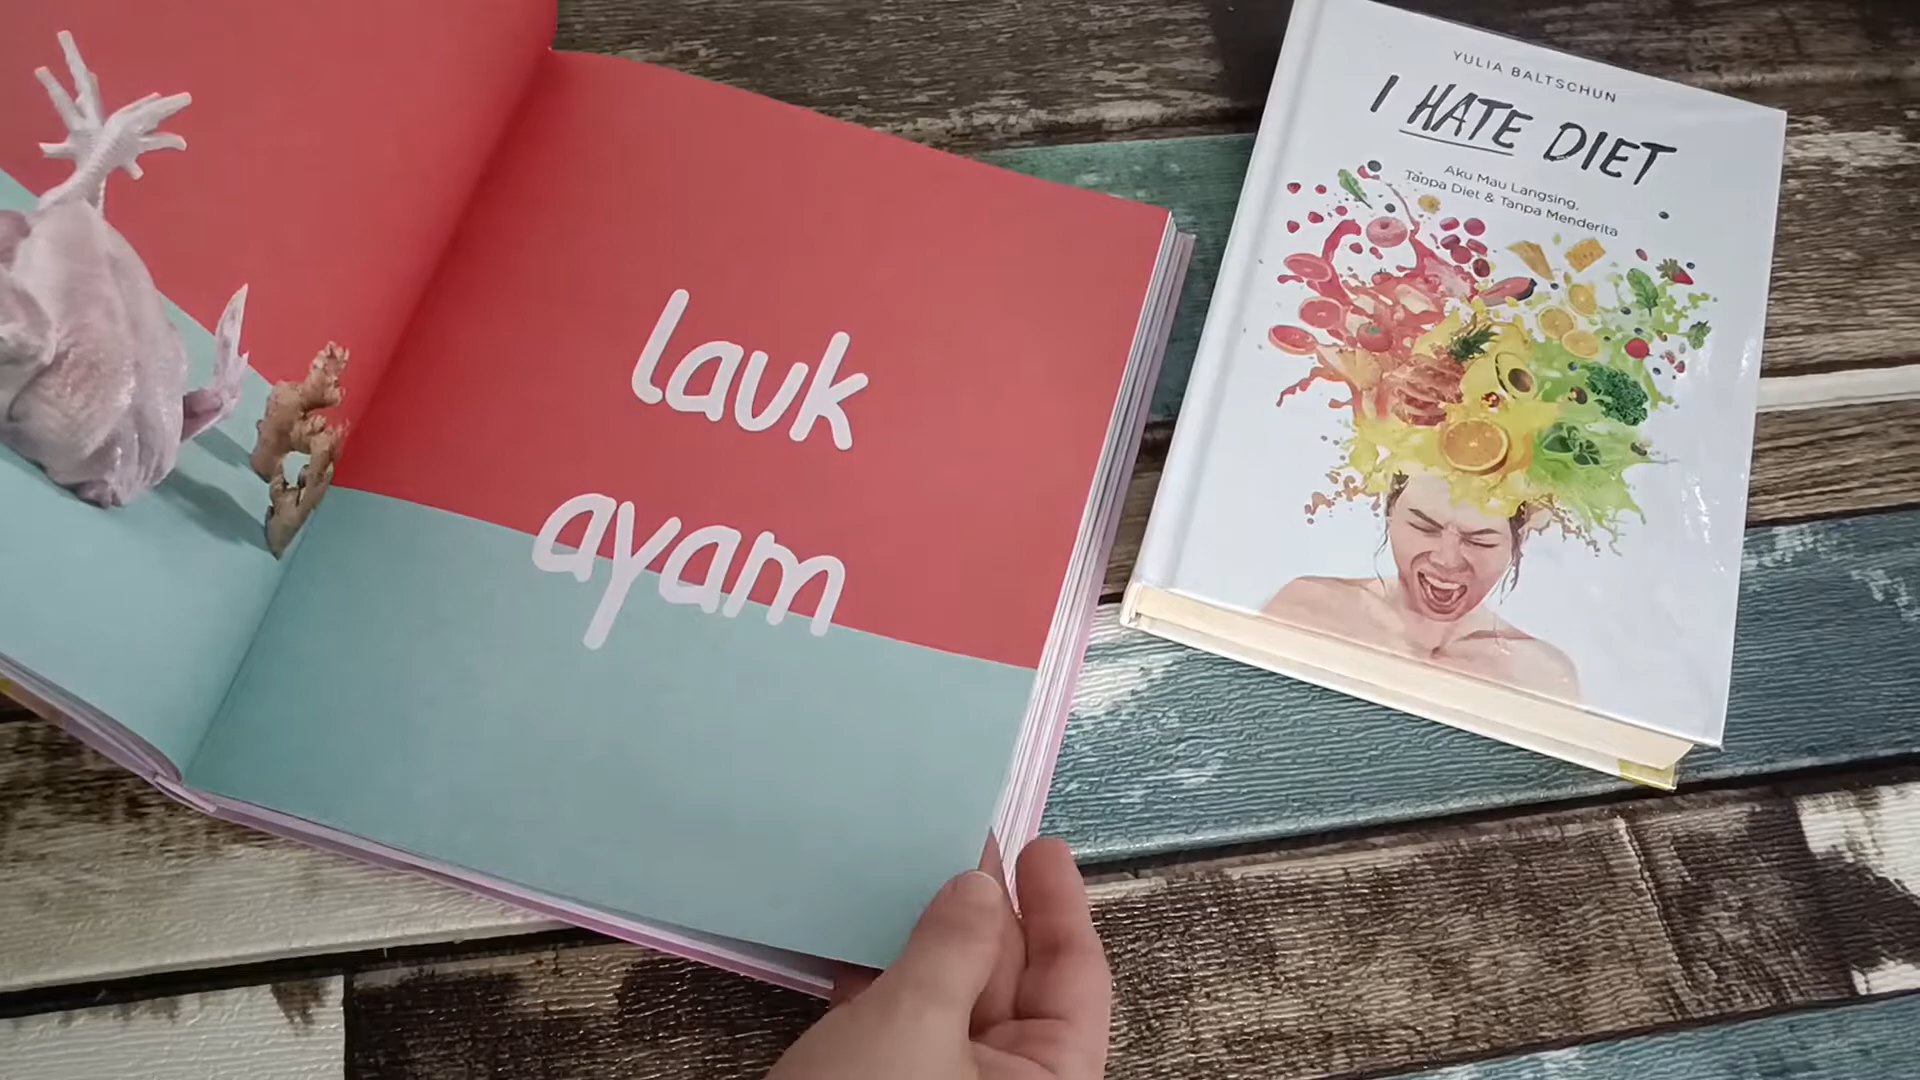 lauk
ayam
YULIA BALTSCHUN
I HATE DIET
Aku Mau Langsing,
Tanpa Diet & Tanpa Menderita